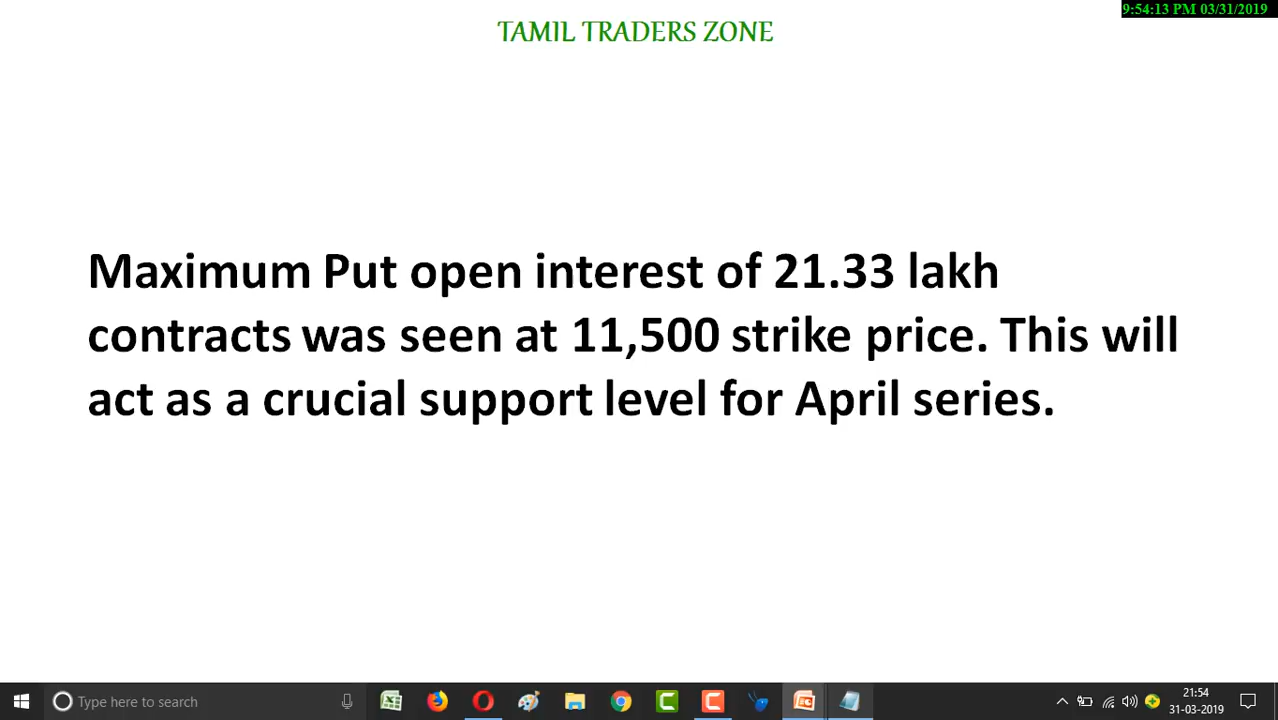 9:54:13 PM 03/31/2019
TAMIL TRADERS ZONE
Maximum Put open interest of 21.33 lakh
contracts was seen at 11,500 strike price. This will
act as a crucial support level for April series.
Type here to search
21:54
31-03-2019